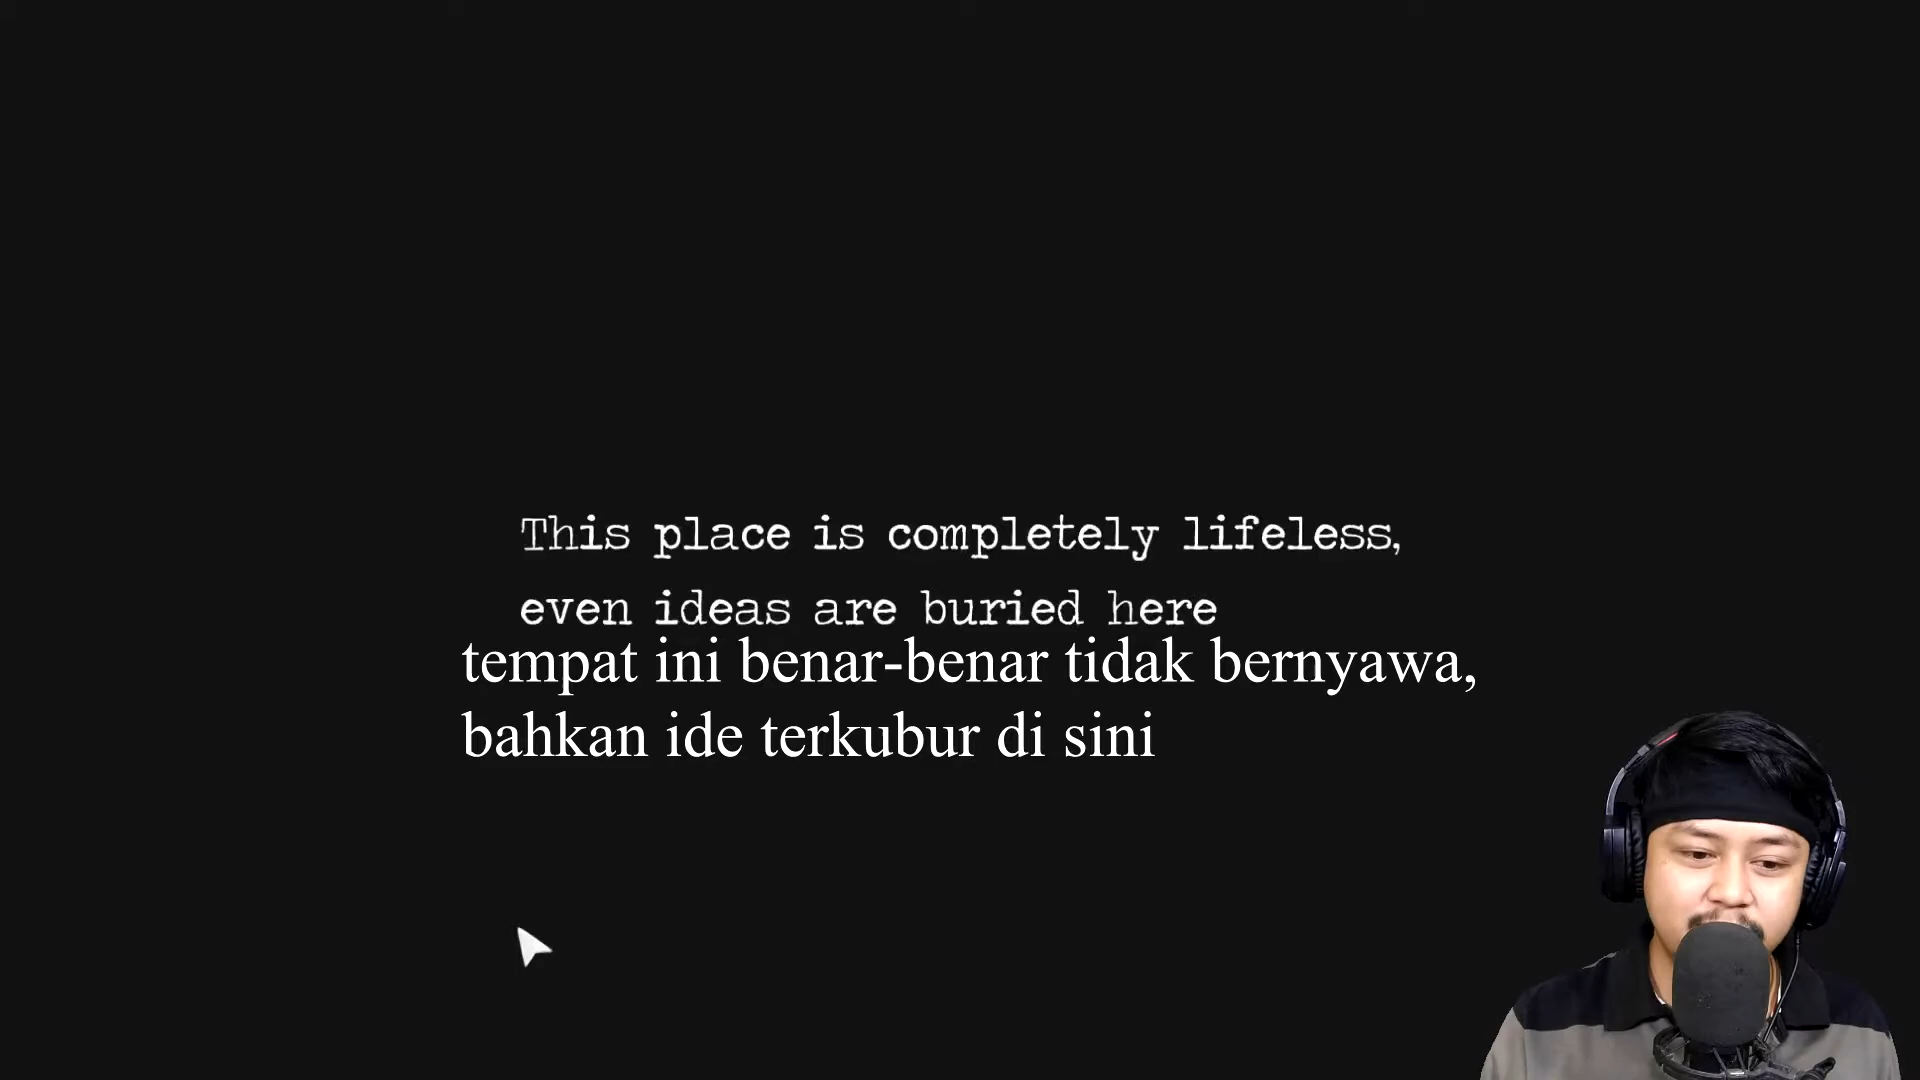 This place is completely lifeless,
even ideas are buried here
tempat ini benar-benar tidak bernyawa,
bahkan ide terkubur di sini